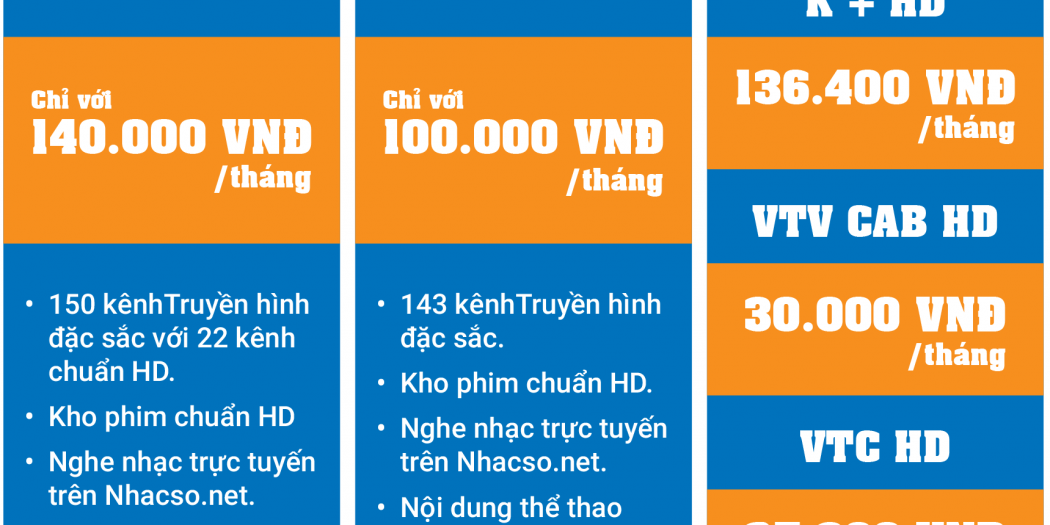 Chỉ với
140.000 VNĐ
/tháng
• 150 kênhTruyền hình
đặc sắc với 22 kênh
chuẩn HD.
• Kho phim chuẩn HD
• Nghe nhạc trực tuyến
trên Nhacso.net.
Chỉ với
100.000 VNĐ
/tháng
• 143 kênhTruyền hình
đặc sắc.
• Kho phim chuẩn HD.
• Nghe nhạc trực tuyến
trên Nhacso.net.
• Nội dung thể thao
K + HD
136.400 VNĐ
/tháng
VTV CAB HD
30.000 VNĐ
/tháng
VTC HD
VNĐ